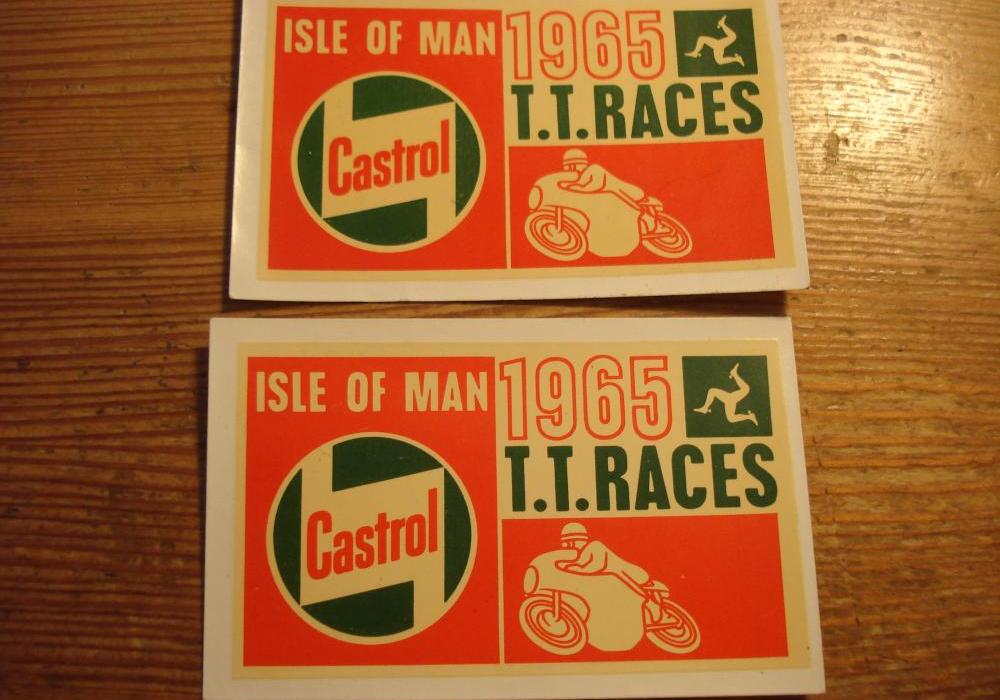 ISLE OF MAN 1965
T.T.RACES
Castrol
ISLE OF MAN 1965
T.T.RACES
Castrol